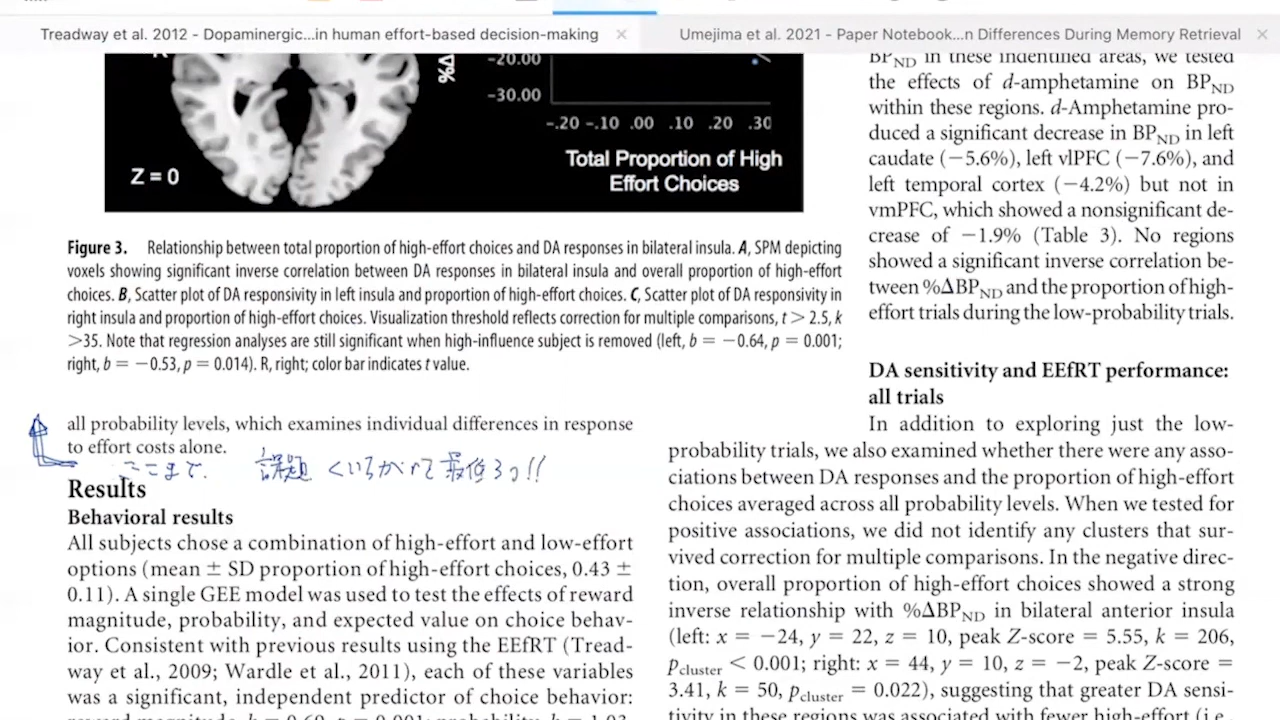 Treadway et al. 2012 - Dopaminergic...in human effort-based decision-making ×
Umejima et al. 2021 - Paper Notebook...n Differences During Memory Retrieval ×
R
%Δ
-20.00
-30.00
-.20 -.10 .00 .10 .20 .30
Total Proportion of High
Effort Choices
Z = 0
Figure 3. Relationship between total proportion of high-effort choices and DA responses in bilateral insula. A, SPM depicting
voxels showing significant inverse correlation between DA responses in bilateral insula and overall proportion of high-effort
choices. B, Scatter plot of DA responsivity in left insula and proportion of high-effort choices. C, Scatter plot of DA responsivity in
right insula and proportion of high-effort choices. Visualization threshold reflects correction for multiple comparisons, t > 2.5, k
>35. Note that regression analyses are still significant when high-influence subject is removed (left, b = −0.64, p = 0.001;
right, b = −0.53, p = 0.014). R, right; color bar indicates t value.
all probability levels, which examines individual differences in response
to effort costs alone.
ここまで. 課題
Results
Behavioral results
All subjects chose a combination of high-effort and low-effort
options (mean ± SD proportion of high-effort choices, 0.43 ±
0.11). A single GEE model was used to test the effects of reward
magnitude, probability, and expected value on choice behav-
ior. Consistent with previous results using the EEfRT (Tread-
way et al., 2009; Wardle et al., 2011), each of these variables
was a significant, independent predictor of choice behavior:
BPND in these indentified areas, we tested
the effects of d-amphetamine on BPND
within these regions. d-Amphetamine pro-
duced a significant decrease in BPND in left
caudate (−5.6%), left vlPFC (−7.6%), and
left temporal cortex (−4.2%) but not in
vmPFC, which showed a nonsignificant de-
crease of −1.9% (Table 3). No regions
showed a significant inverse correlation be-
tween %ΔBPND and the proportion of high-
effort trials during the low-probability trials.
DA sensitivity and EEfRT performance:
all trials
In addition to exploring just the low-
probability trials, we also examined whether there were any asso-
ciations between DA responses and the proportion of high-effort
choices averaged across all probability levels. When we tested for
positive associations, we did not identify any clusters that sur-
vived correction for multiple comparisons. In the negative direc-
tion, overall proportion of high-effort choices showed a strong
inverse relationship with %ΔBPND in bilateral anterior insula
(left: x = −24, y = 22, z = 10, peak Z-score = 5.55, k = 206,
pcluster < 0.001; right: x = 44, y = 10, z = −2, peak Z-score =
3.41, k = 50, pcluster = 0.022), suggesting that greater DA sensi-
tivity in these regions was associated with fewer high-effort (i.e.,